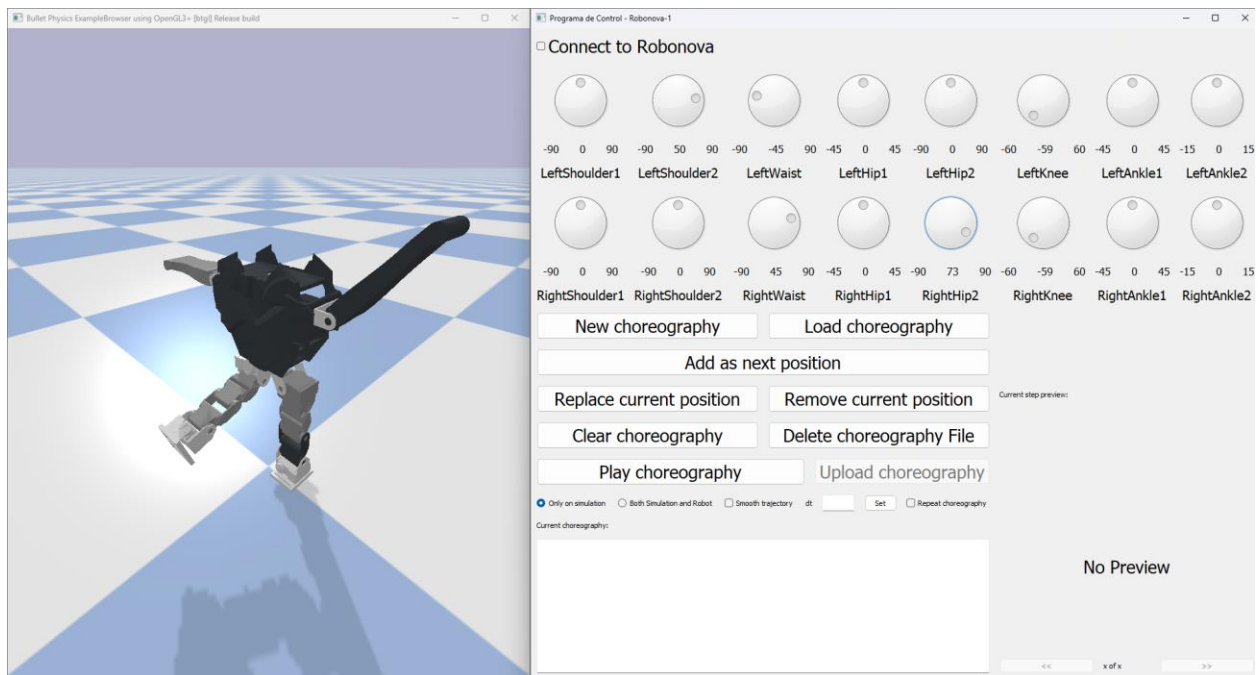 Bullet Physics ExampleBrowser using OpenGL3+ [btgl] Release build
Programa de Control - Robonova-1
Connect to Robonova
-90 0 90 -90 50 90 -90 -45 90 -45 0 45 -90 0 90 -60 -59 60 -45 0 45 -15 0 15
LeftShoulder1 LeftShoulder2 LeftWaist LeftHip1 LeftHip2 LeftKnee LeftAnkle1 LeftAnkle2
-90 0 90 -90 0 90 -90 45 90 -45 0 45 -90 73 90 -60 -59 60 -45 0 45 -15 0 15
RightShoulder1 RightShoulder2 RightWaist RightHip1 RightHip2 RightKnee RightAnkle1 RightAnkle2
New choreography Load choreography
Add as next position
Replace current position Remove current position Current step preview:
Clear choreography Delete choreography File
Play choreography Upload choreography
Only on simulation Both Simulation and Robot Smooth trajectory dt Set Repeat choreography
Current choreography:
No Preview
<< x of x >>